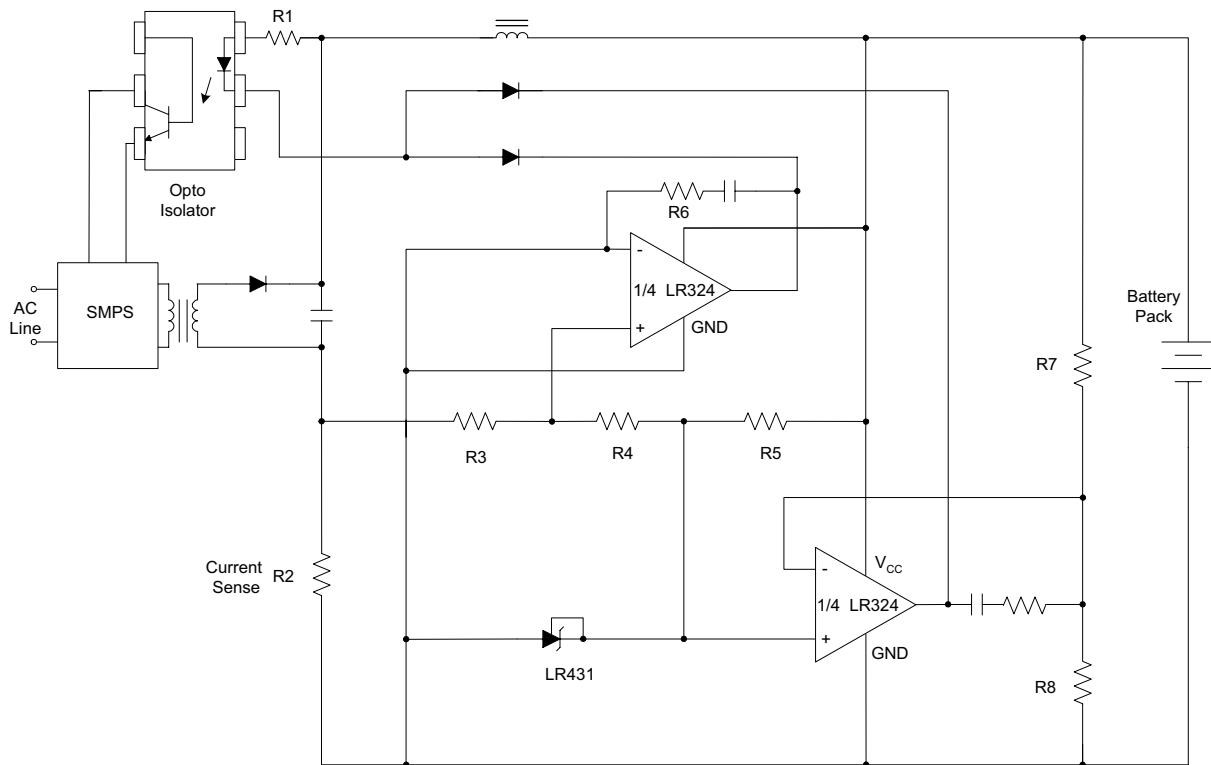 R1
Opto
Isolator
R6
-
1/4 LR324
+
GND
AC
Line
SMPS
Battery
Pack
R7
R3
R4
R5
Current
Sense
R2
VCC
-
1/4 LR324
+
GND
LR431
R8